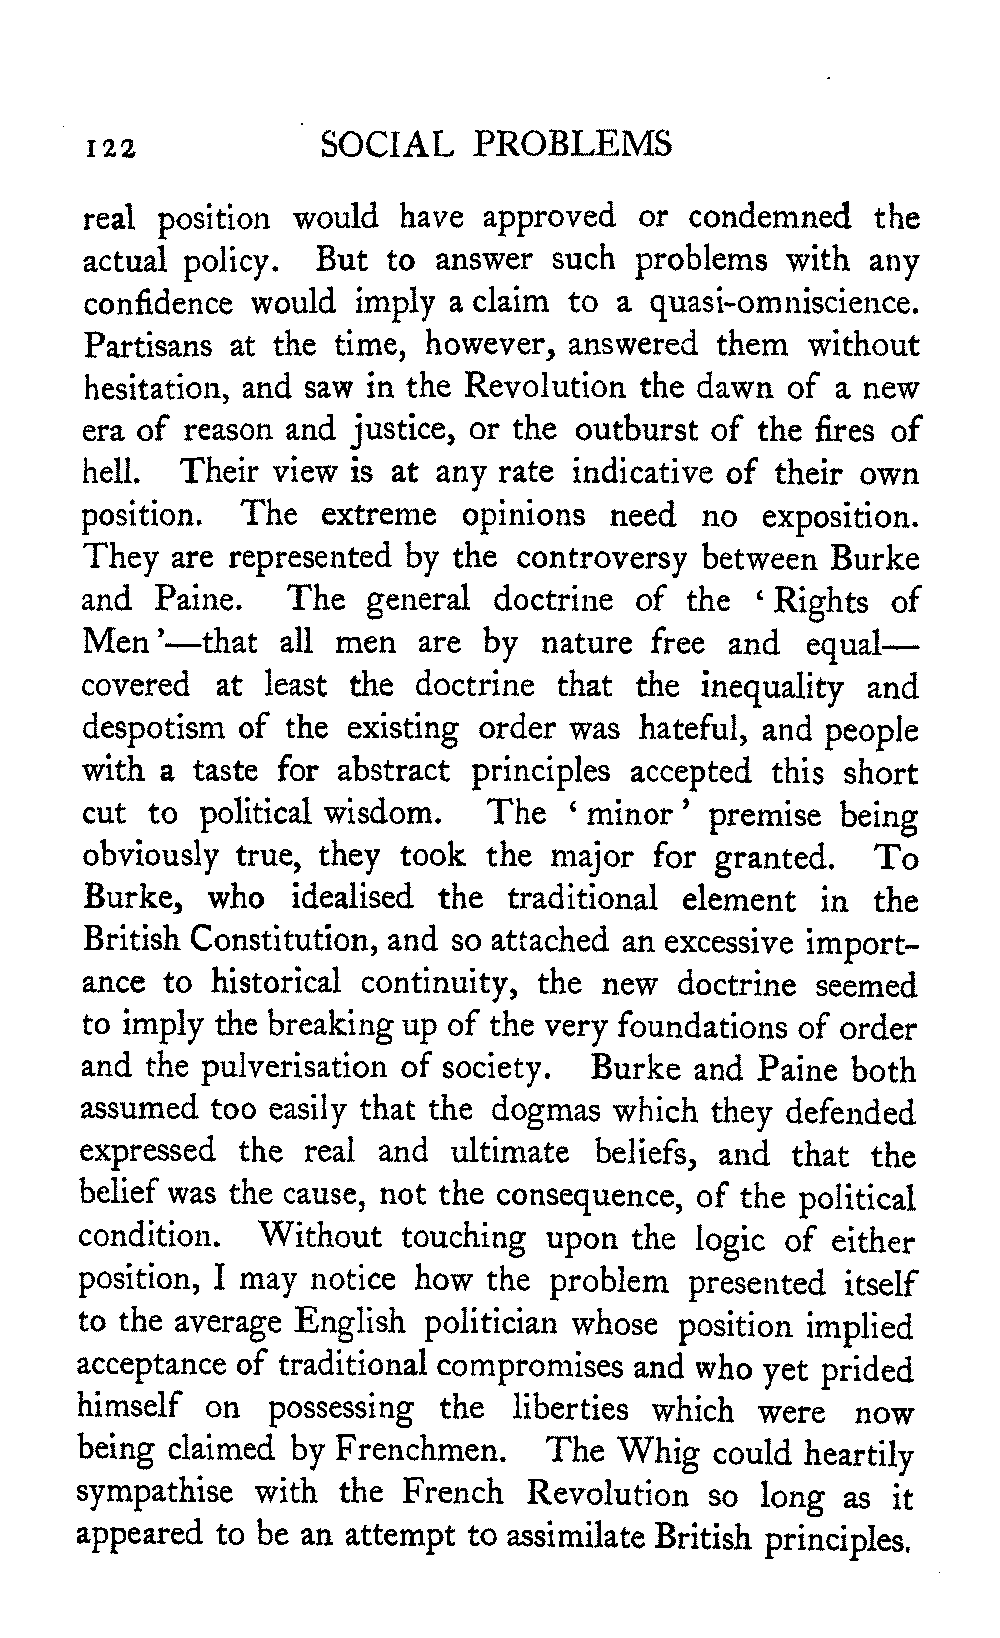 122 SOCIAL PROBLEMS
real position would have approved or condemned the
actual policy. But to answer such problems with any
confidence would imply a claim to a quasi-omniscience.
Partisans at the time, however, answered them without
hesitation, and saw in the Revolution the dawn of a new
era of reason and justice, or the outburst of the fires of
hell. Their view is at any rate indicative of their own
position. The extreme opinions need no exposition.
They are represented by the controversy between Burke
and Paine. The general doctrine of the ‘Rights of
Men’—that all men are by nature free and equal—
covered at least the doctrine that the inequality and
despotism of the existing order was hateful, and people
with a taste for abstract principles accepted this short
cut to political wisdom. The ‘minor’ premise being
obviously true, they took the major for granted. To
Burke, who idealised the traditional element in the
British Constitution, and so attached an excessive import-
ance to historical continuity, the new doctrine seemed
to imply the breaking up of the very foundations of order
and the pulverisation of society. Burke and Paine both
assumed too easily that the dogmas which they defended
expressed the real and ultimate beliefs, and that the
belief was the cause, not the consequence, of the political
condition. Without touching upon the logic of either
position, I may notice how the problem presented itself
to the average English politician whose position implied
acceptance of traditional compromises and who yet prided
himself on possessing the liberties which were now
being claimed by Frenchmen. The Whig could heartily
sympathise with the French Revolution so long as it
appeared to be an attempt to assimilate British principles.